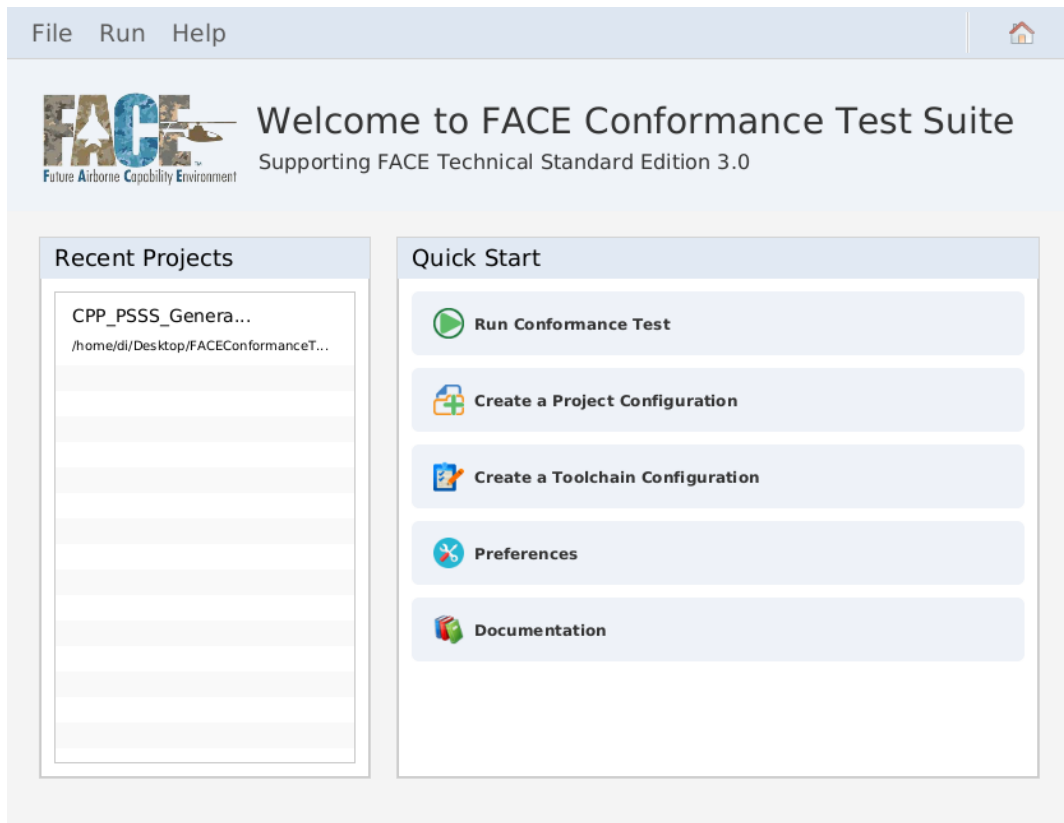 File Run Help
FACE
™
Future Airborne Capability Environment
Welcome to FACE Conformance Test Suite
Supporting FACE Technical Standard Edition 3.0
Recent Projects
CPP_PSSS_Genera...
/home/di/Desktop/FACEConformanceT...
Quick Start
Run Conformance Test
Create a Project Configuration
Create a Toolchain Configuration
Preferences
Documentation